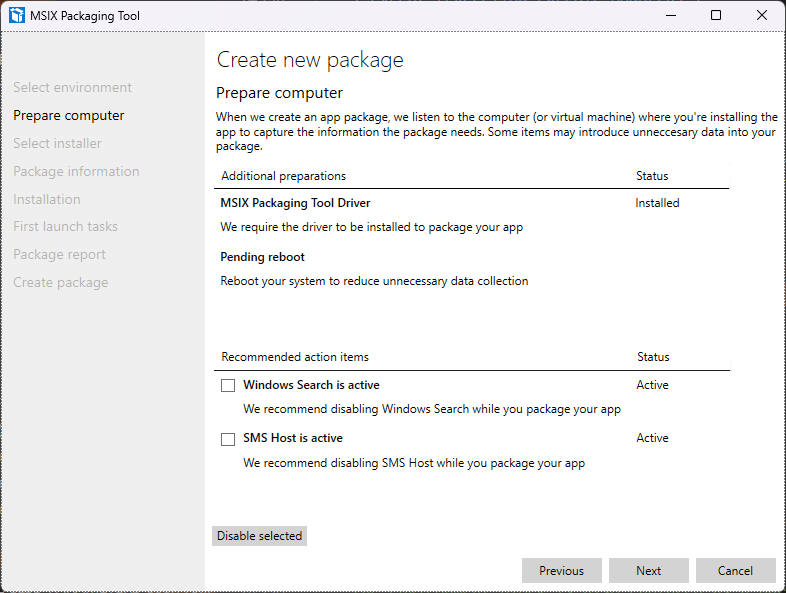 MSIX Packaging Tool
Create new package
Select environment
Prepare computer
Select installer
Package information
Installation
First launch tasks
Package report
Create package
Prepare computer
When we create an app package, we listen to the computer (or virtual machine) where you're installing the
app to capture the information the package needs. Some items may introduce unneccesary data into your
package.
Additional preparations Status
MSIX Packaging Tool Driver Installed
We require the driver to be installed to package your app
Pending reboot
Reboot your system to reduce unnecessary data collection
Recommended action items Status
Windows Search is active Active
We recommend disabling Windows Search while you package your app
SMS Host is active Active
We recommend disabling SMS Host while you package your app
Disable selected
Previous Next Cancel